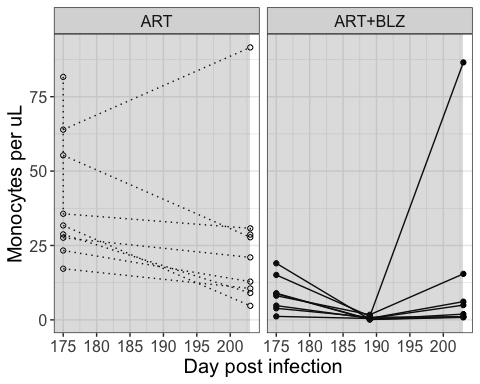 ART ART+BLZ
Monocytes per uL
75
50
25
0
175 180 185 190 195 200 175 180 185 190 195 200
Day post infection